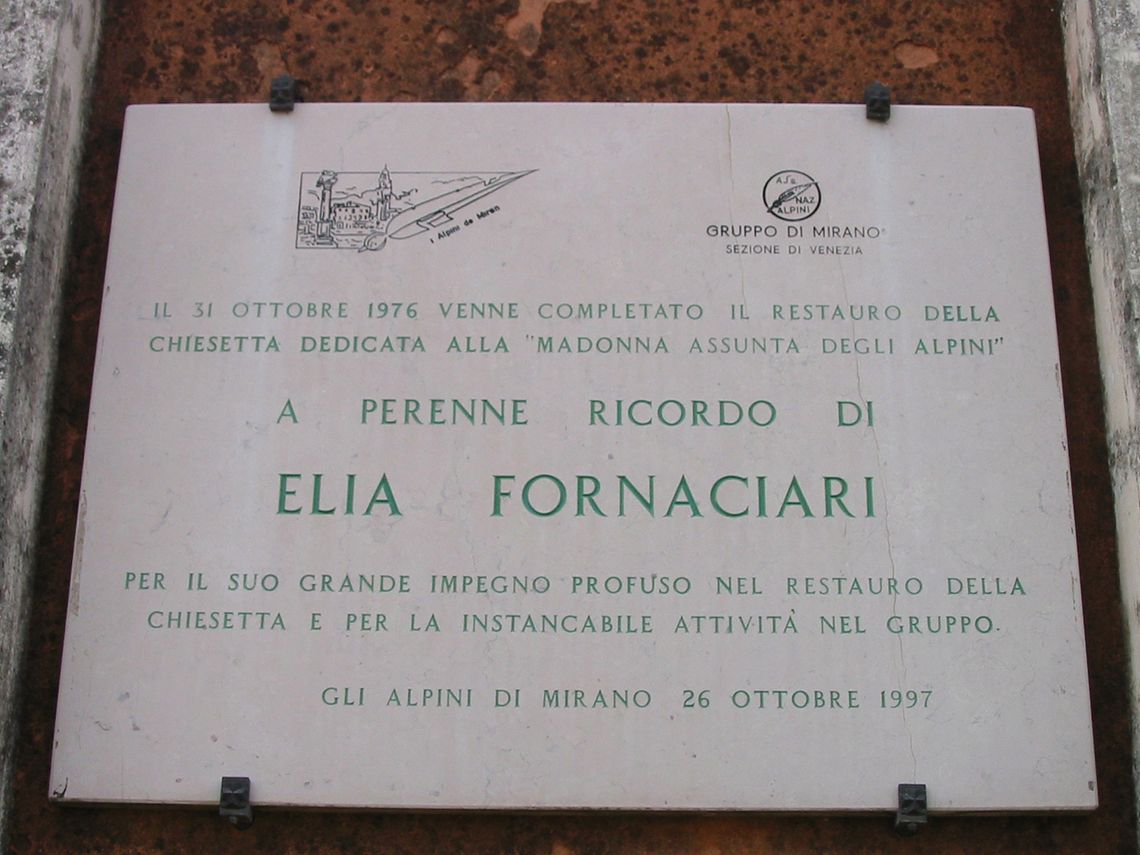 I Alpini de Miran
ASS.
NAZ.
ALPINI
GRUPPO DI MIRANO
SEZIONE DI VENEZIA
IL 31 OTTOBRE 1976 VENNE COMPLETATO IL RESTAURO DELLA
CHIESETTA DEDICATA ALLA "MADONNA ASSUNTA DEGLI ALPINI"
A PERENNE RICORDO DI
ELIA FORNACIARI
PER IL SUO GRANDE IMPEGNO PROFUSO NEL RESTAURO DELLA
CHIESETTA E PER LA INSTANCABILE ATTIVITÀ NEL GRUPPO.
GLI ALPINI DI MIRANO 26 OTTOBRE 1997